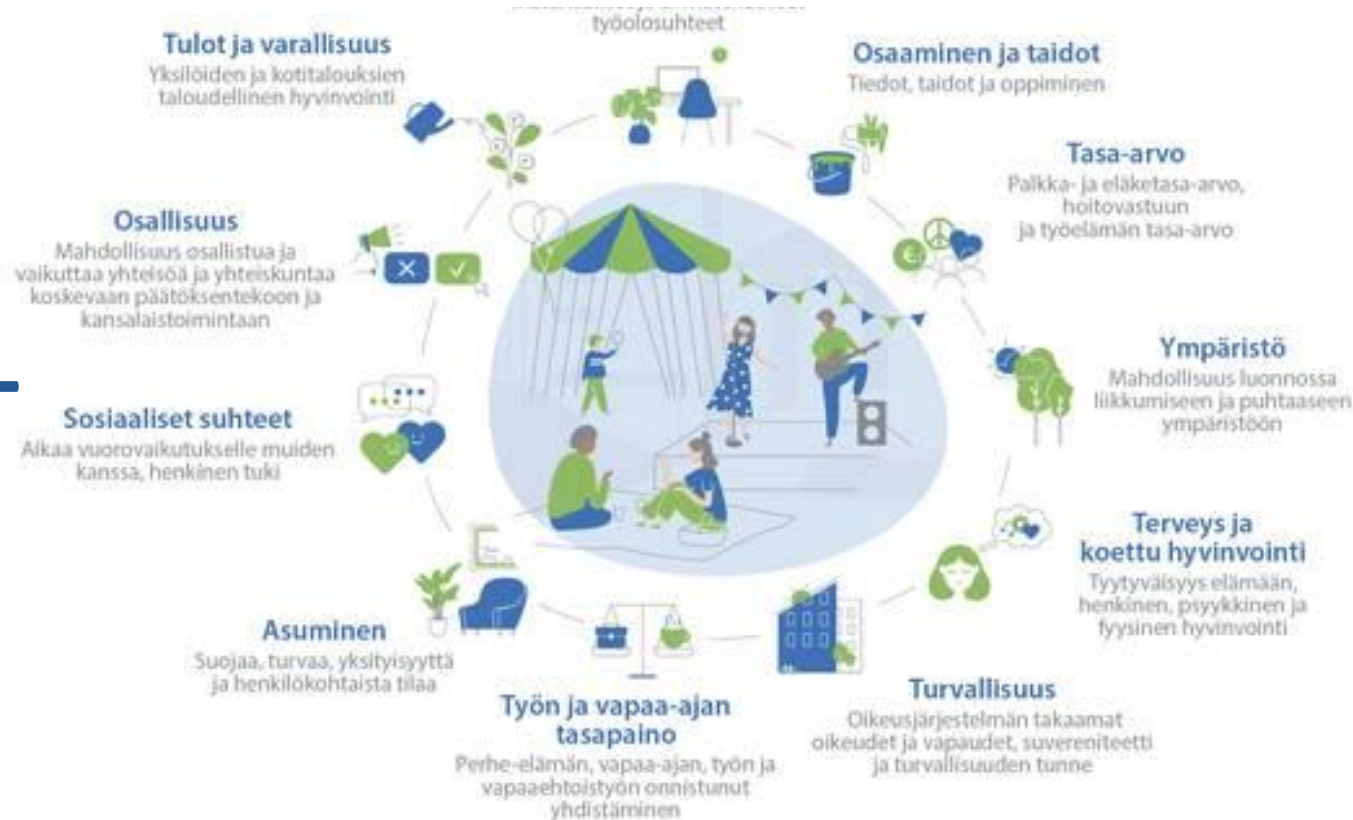 työolosuhteet
Tulot ja varallisuus
Yksilöiden ja kotitalouksien
taloudellinen hyvinvointi
Osaaminen ja taidot
Tiedot, taidot ja oppiminen
Tasa-arvo
Palkka- ja eläketasa-arvo,
hoitovastuun
ja työelämän tasa-arvo
Osallisuus
Mahdollisuus osallistua ja
vaikuttaa yhteisöä ja yhteiskuntaa
koskevaan päätöksentekoon ja
kansalaistoimintaan
Ympäristö
Mahdollisuus luonnossa
liikkumiseen ja puhtaaseen
ympäristöön
Sosiaaliset suhteet
Aikaa vuorovaikutukselle muiden
kanssa, henkinen tuki
Terveys ja
koettu hyvinvointi
Tyytyväisyys elämään,
henkinen, psyykkinen ja
fyysinen hyvinvointi
Asuminen
Suojaa, turvaa, yksityisyyttä
ja henkilökohtaista tilaa
Työn ja vapaa-ajan
tasapaino
Perhe-elämän, vapaa-ajan, työn ja
vapaaehtoistyön onnistunut
yhdistäminen
Turvallisuus
Oikeusjärjestelmän takaamat
oikeudet ja vapaudet, suvereniteetti
ja turvallisuuden tunne